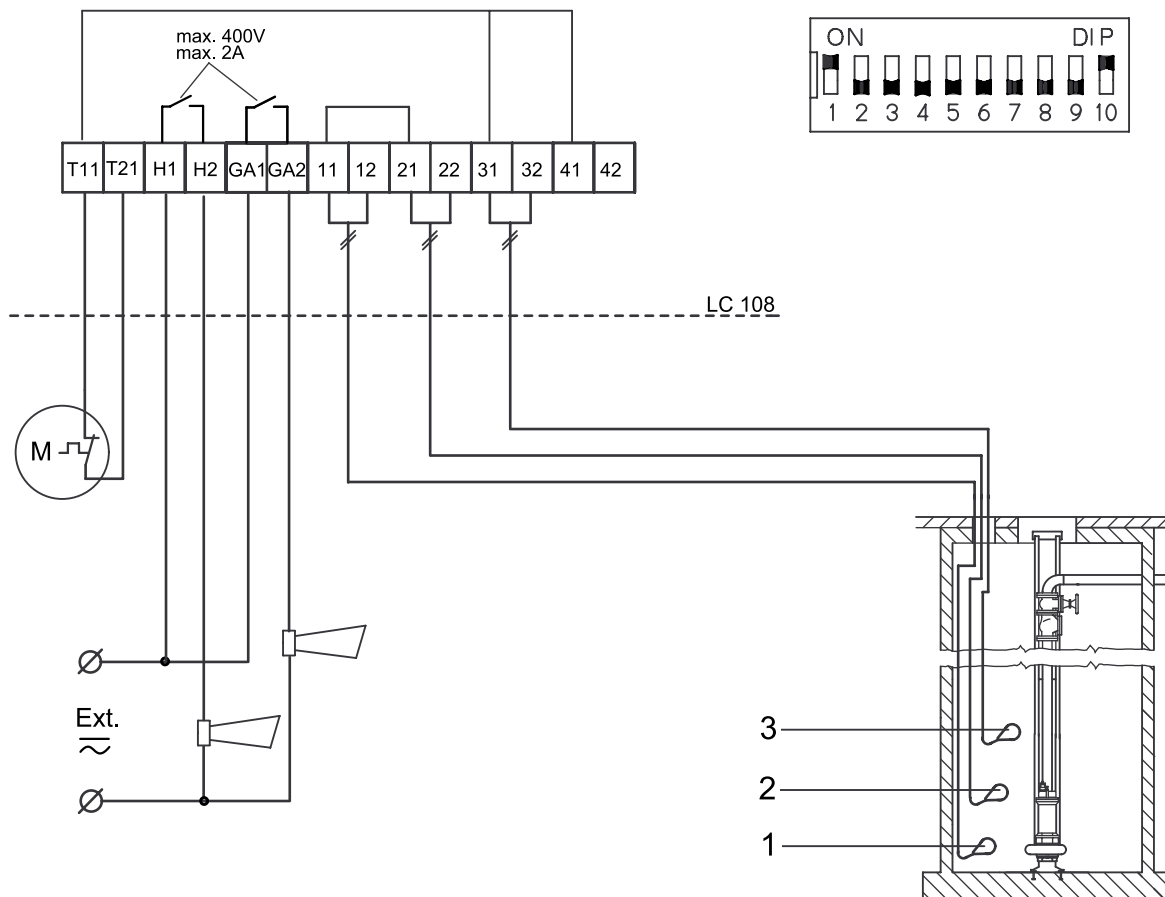 max. 400V
max. 2A
ON DIP
1 2 3 4 5 6 7 8 9 10
T11 T21 H1 H2 GA1 GA2 11 12 21 22 31 32 41 42
LC 108
M
Ext.
3
2
1